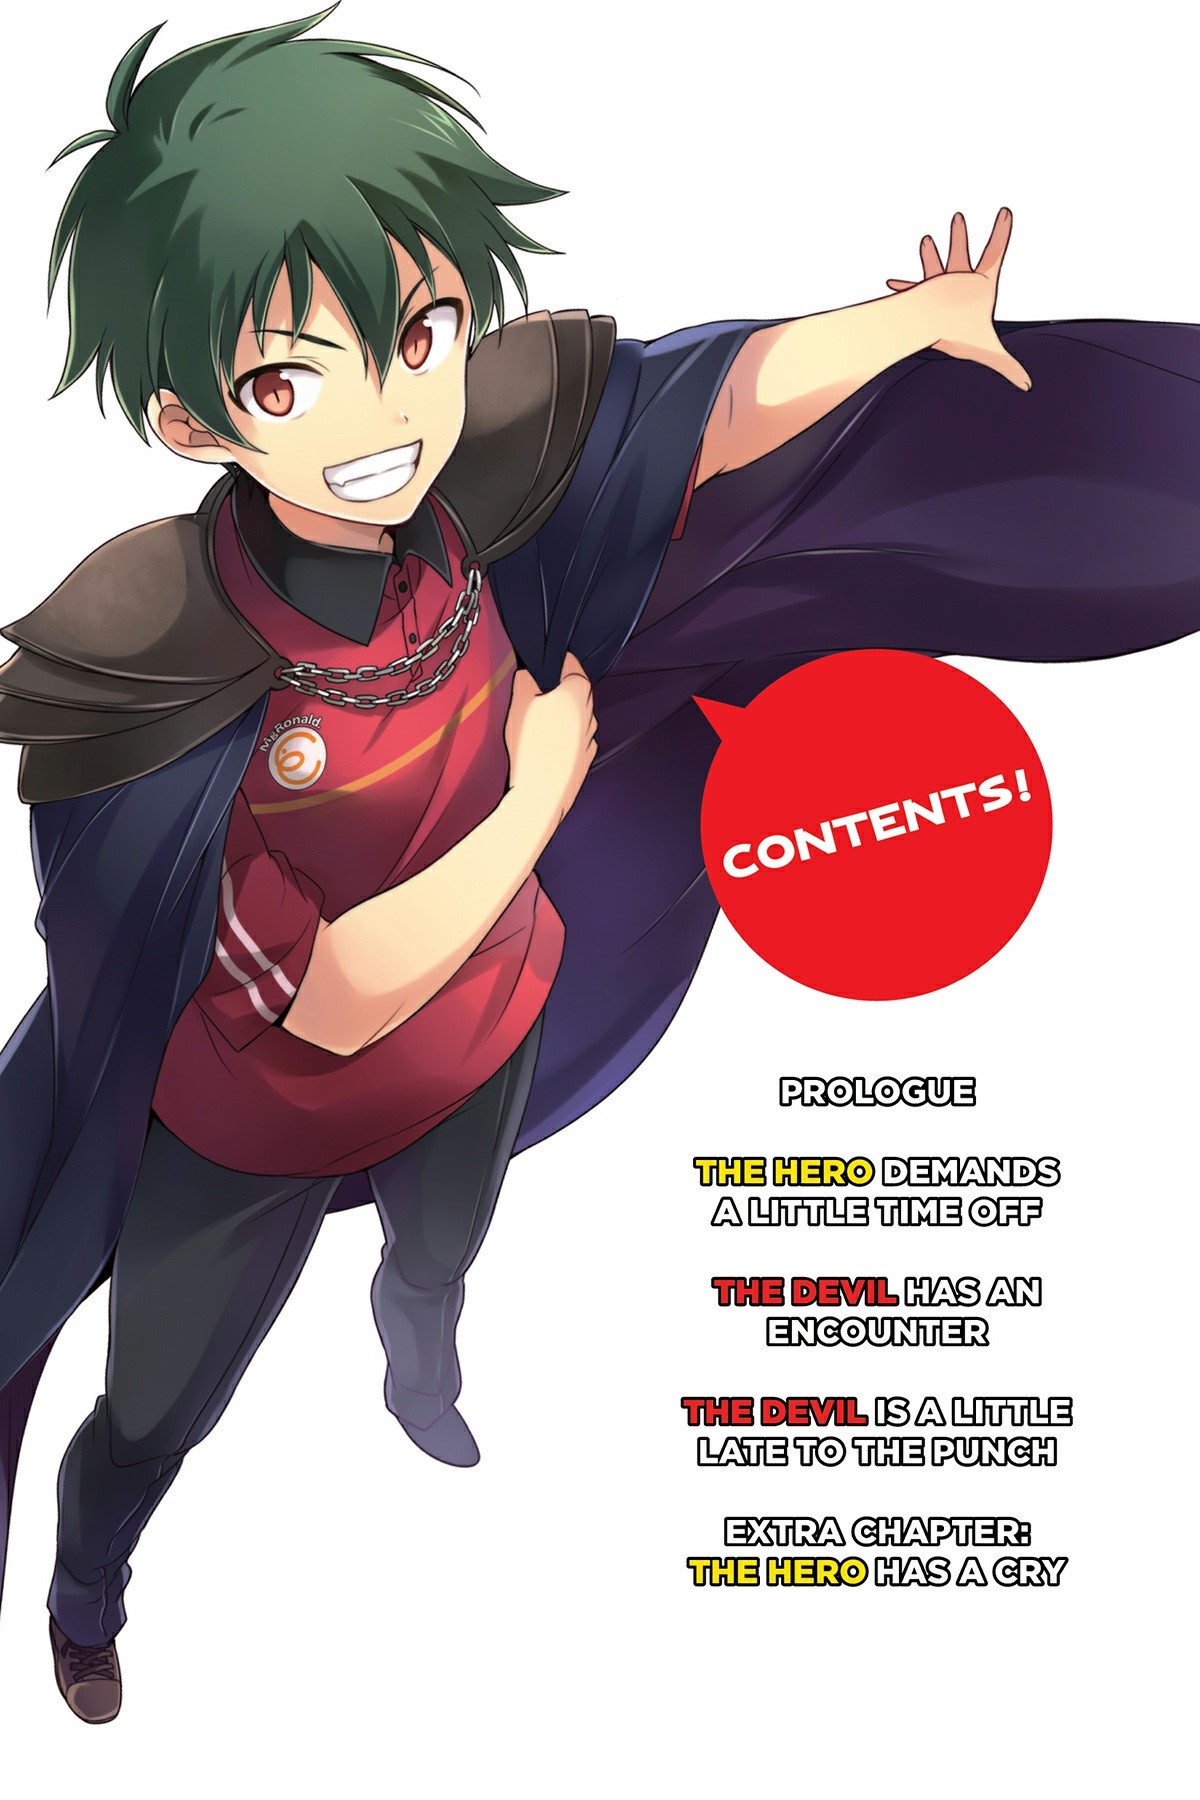 MgRonald.
CONTENTS!
PROLOGUE
THE HERO DEMANDS
A LITTLE TIME OFF
THE DEVIL HAS AN
ENCOUNTER
THE DEVIL IS A LITTLE
LATE TO THE PUNCH
EXTRA CHAPTER:
THE HERO HAS A CRY